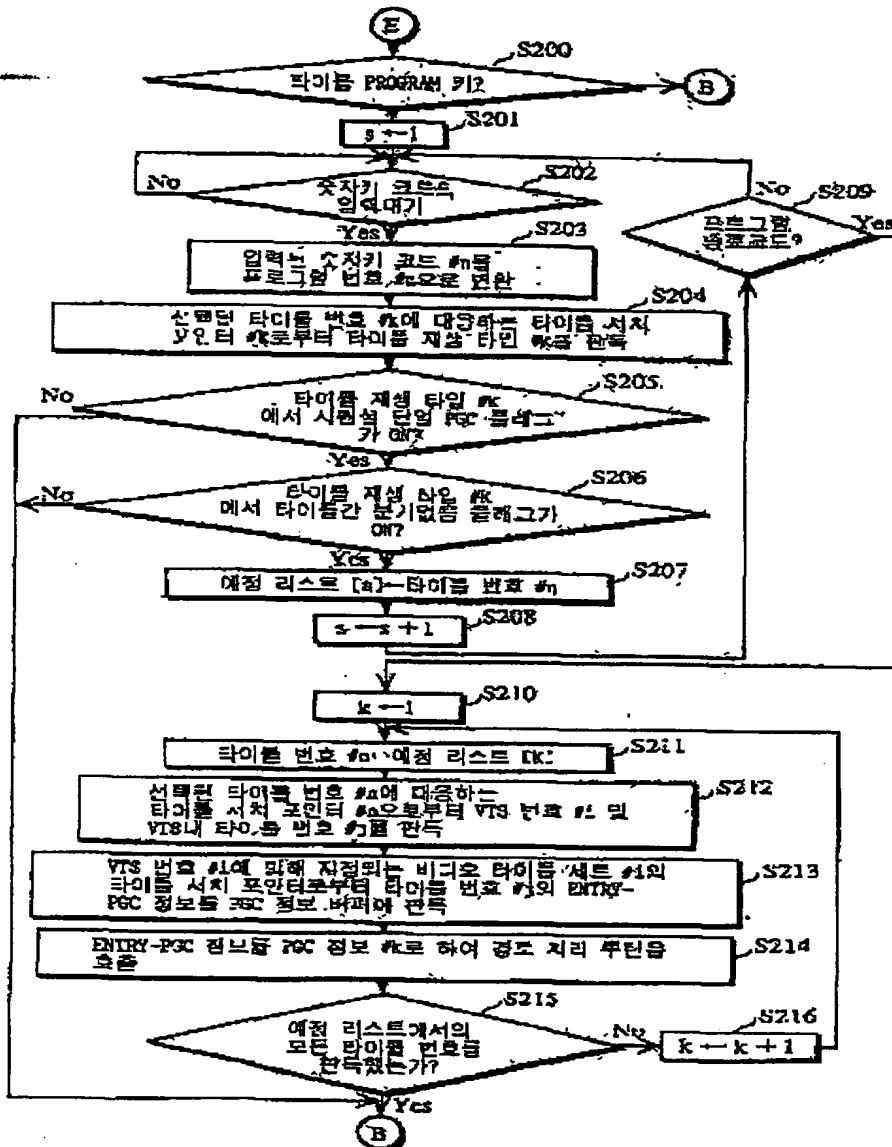 E
S200
타이틀 PROGRAM 키?
B
S201
s ← 1
S202
No
숫자키 코드의
입력대기
No
S209
프로그램
종료코드?
Yes
Yes
S203
입력된 숫자키 코드 #n를
프로그램 번호 #n으로 변환
S204
선택된 타이틀 번호 #k에 대응하는 타이틀 서치
포인터 #k로부터 타이틀 재생 타입 #k를 판독
S205
No
타이틀 재생 타입 #k
에서 시퀀셜 단일 PGC 플래그
가 ON?
Yes
S206
No
타이틀 재생 타입 #k
에서 타이틀간 분기없음 플래그가
ON?
Yes
S207
예정 리스트 [s]←타이틀 번호 #n
S208
s ← s + 1
S210
k ← 1
S211
타이틀 번호 #n←예정 리스트 [K]
S212
선택된 타이틀 번호 #n에 대응하는
타이틀 서치 포인터 #n으로부터 VTS 번호 #i 및
VTS내 타이틀 번호 #j를 판독
S213
VTS 번호 #i에 의해 지정되는 비디오 타이틀 세트 #i의
타이틀 서치 포인터로부터 타이틀 번호 #j의 ENTRY-
PGC 정보를 PGC 정보 버퍼에 판독
S214
ENTRY-PGC 정보를 PGC 정보 #k로 하여 경로 처리 루틴을
호출
S215
예정 리스트에서의
모든 타이틀 번호를
판독했는가?
No
S216
k ← k + 1
Yes
B